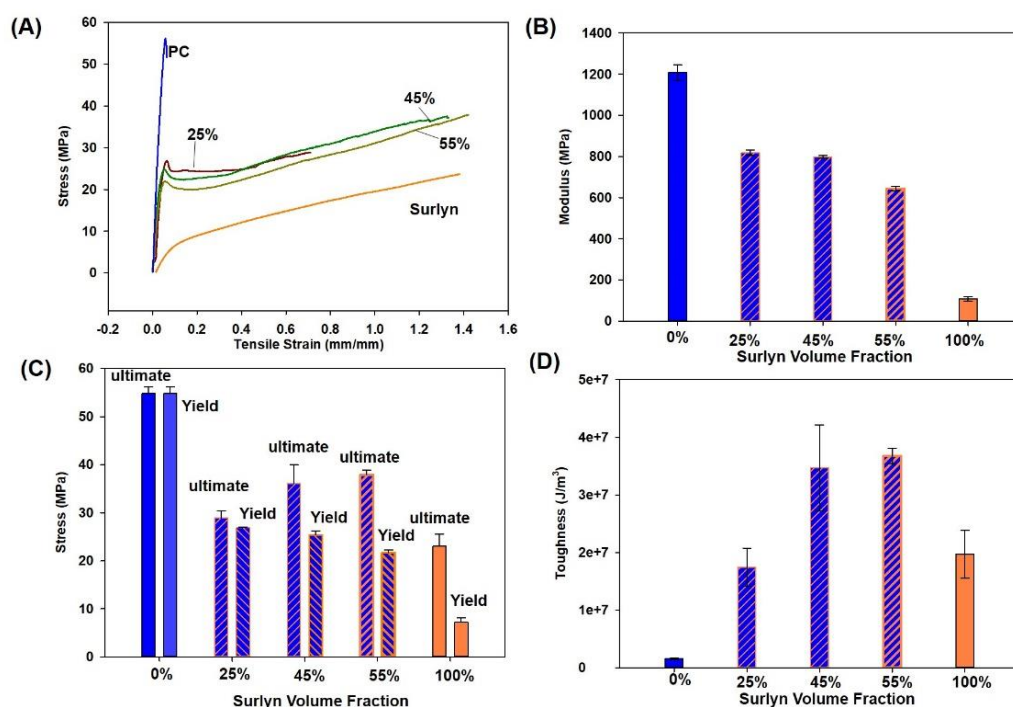 (A)
60
50
40
30
20
10
0
Stress (MPa)
PC
25%
45%
55%
Surlyn
-0.2 0.0 0.2 0.4 0.6 0.8 1.0 1.2 1.4 1.6
Tensile Strain (mm/mm)
(B)
1400
1200
1000
800
600
400
200
0
Modulus (MPa)
0% 25% 45% 55% 100%
Surlyn Volume Fraction
(C)
60
50
40
30
20
10
0
Stress (MPa)
ultimate
Yield
ultimate
Yield
ultimate
Yield
ultimate
Yield
ultimate
Yield
0% 25% 45% 55% 100%
Surlyn Volume Fraction
(D)
5e+7
4e+7
3e+7
2e+7
1e+7
0
Toughness (J/m³)
0% 25% 45% 55% 100%
Surlyn Volume Fraction